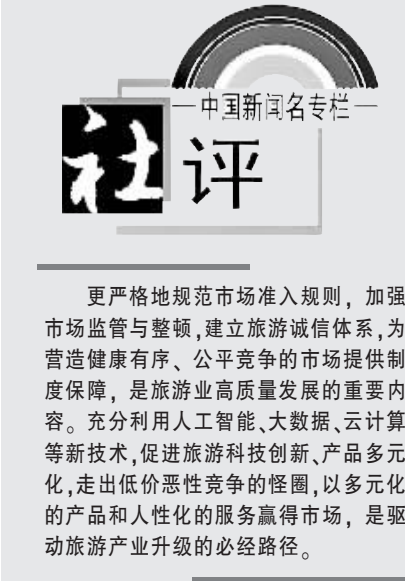 中国新闻名专栏
社评
更严格地规范市场准入规则，加强
市场监管与整顿,建立旅游诚信体系,为
营造健康有序、公平竞争的市场提供制
度保障，是旅游业高质量发展的重要内
容。充分利用人工智能、大数据、云计算
等新技术,促进旅游科技创新、产品多元
化,走出低价恶性竞争的怪圈,以多元化
的产品和人性化的服务赢得市场，是驱
动旅游产业升级的必经路径。